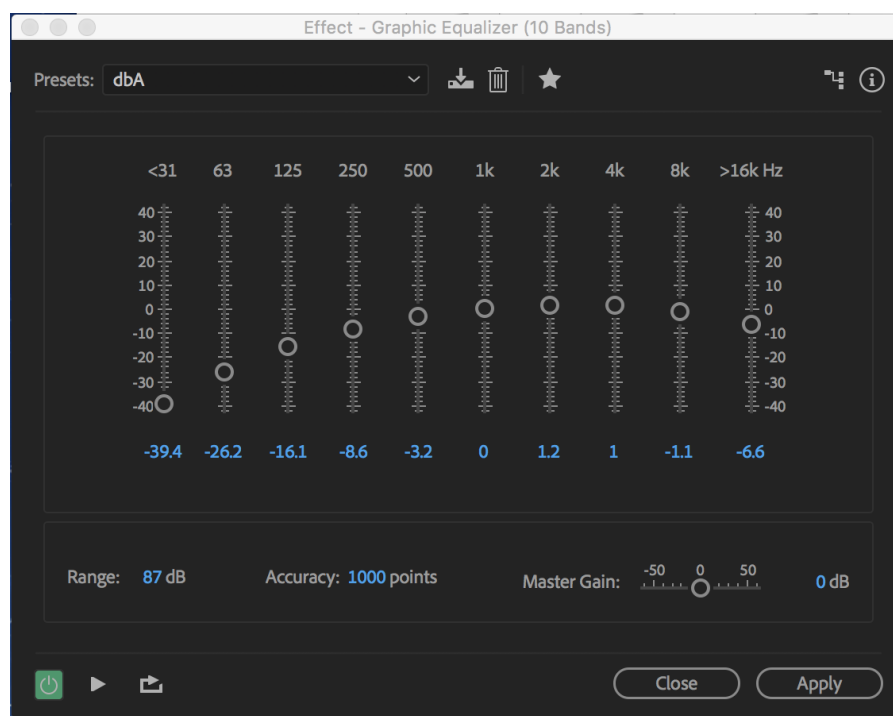 Effect - Graphic Equalizer (10 Bands)
Presets: dbA
<31 63 125 250 500 1k 2k 4k 8k >16k Hz
40 40
30 30
20 20
10 10
0 0
-10 -10
-20 -20
-30 -30
-40 -40
-39.4 -26.2 -16.1 -8.6 -3.2 0 1.2 1 -1.1 -6.6
-50 0 50
Range: 87 dB Accuracy: 1000 points Master Gain: 0 dB
Close Apply